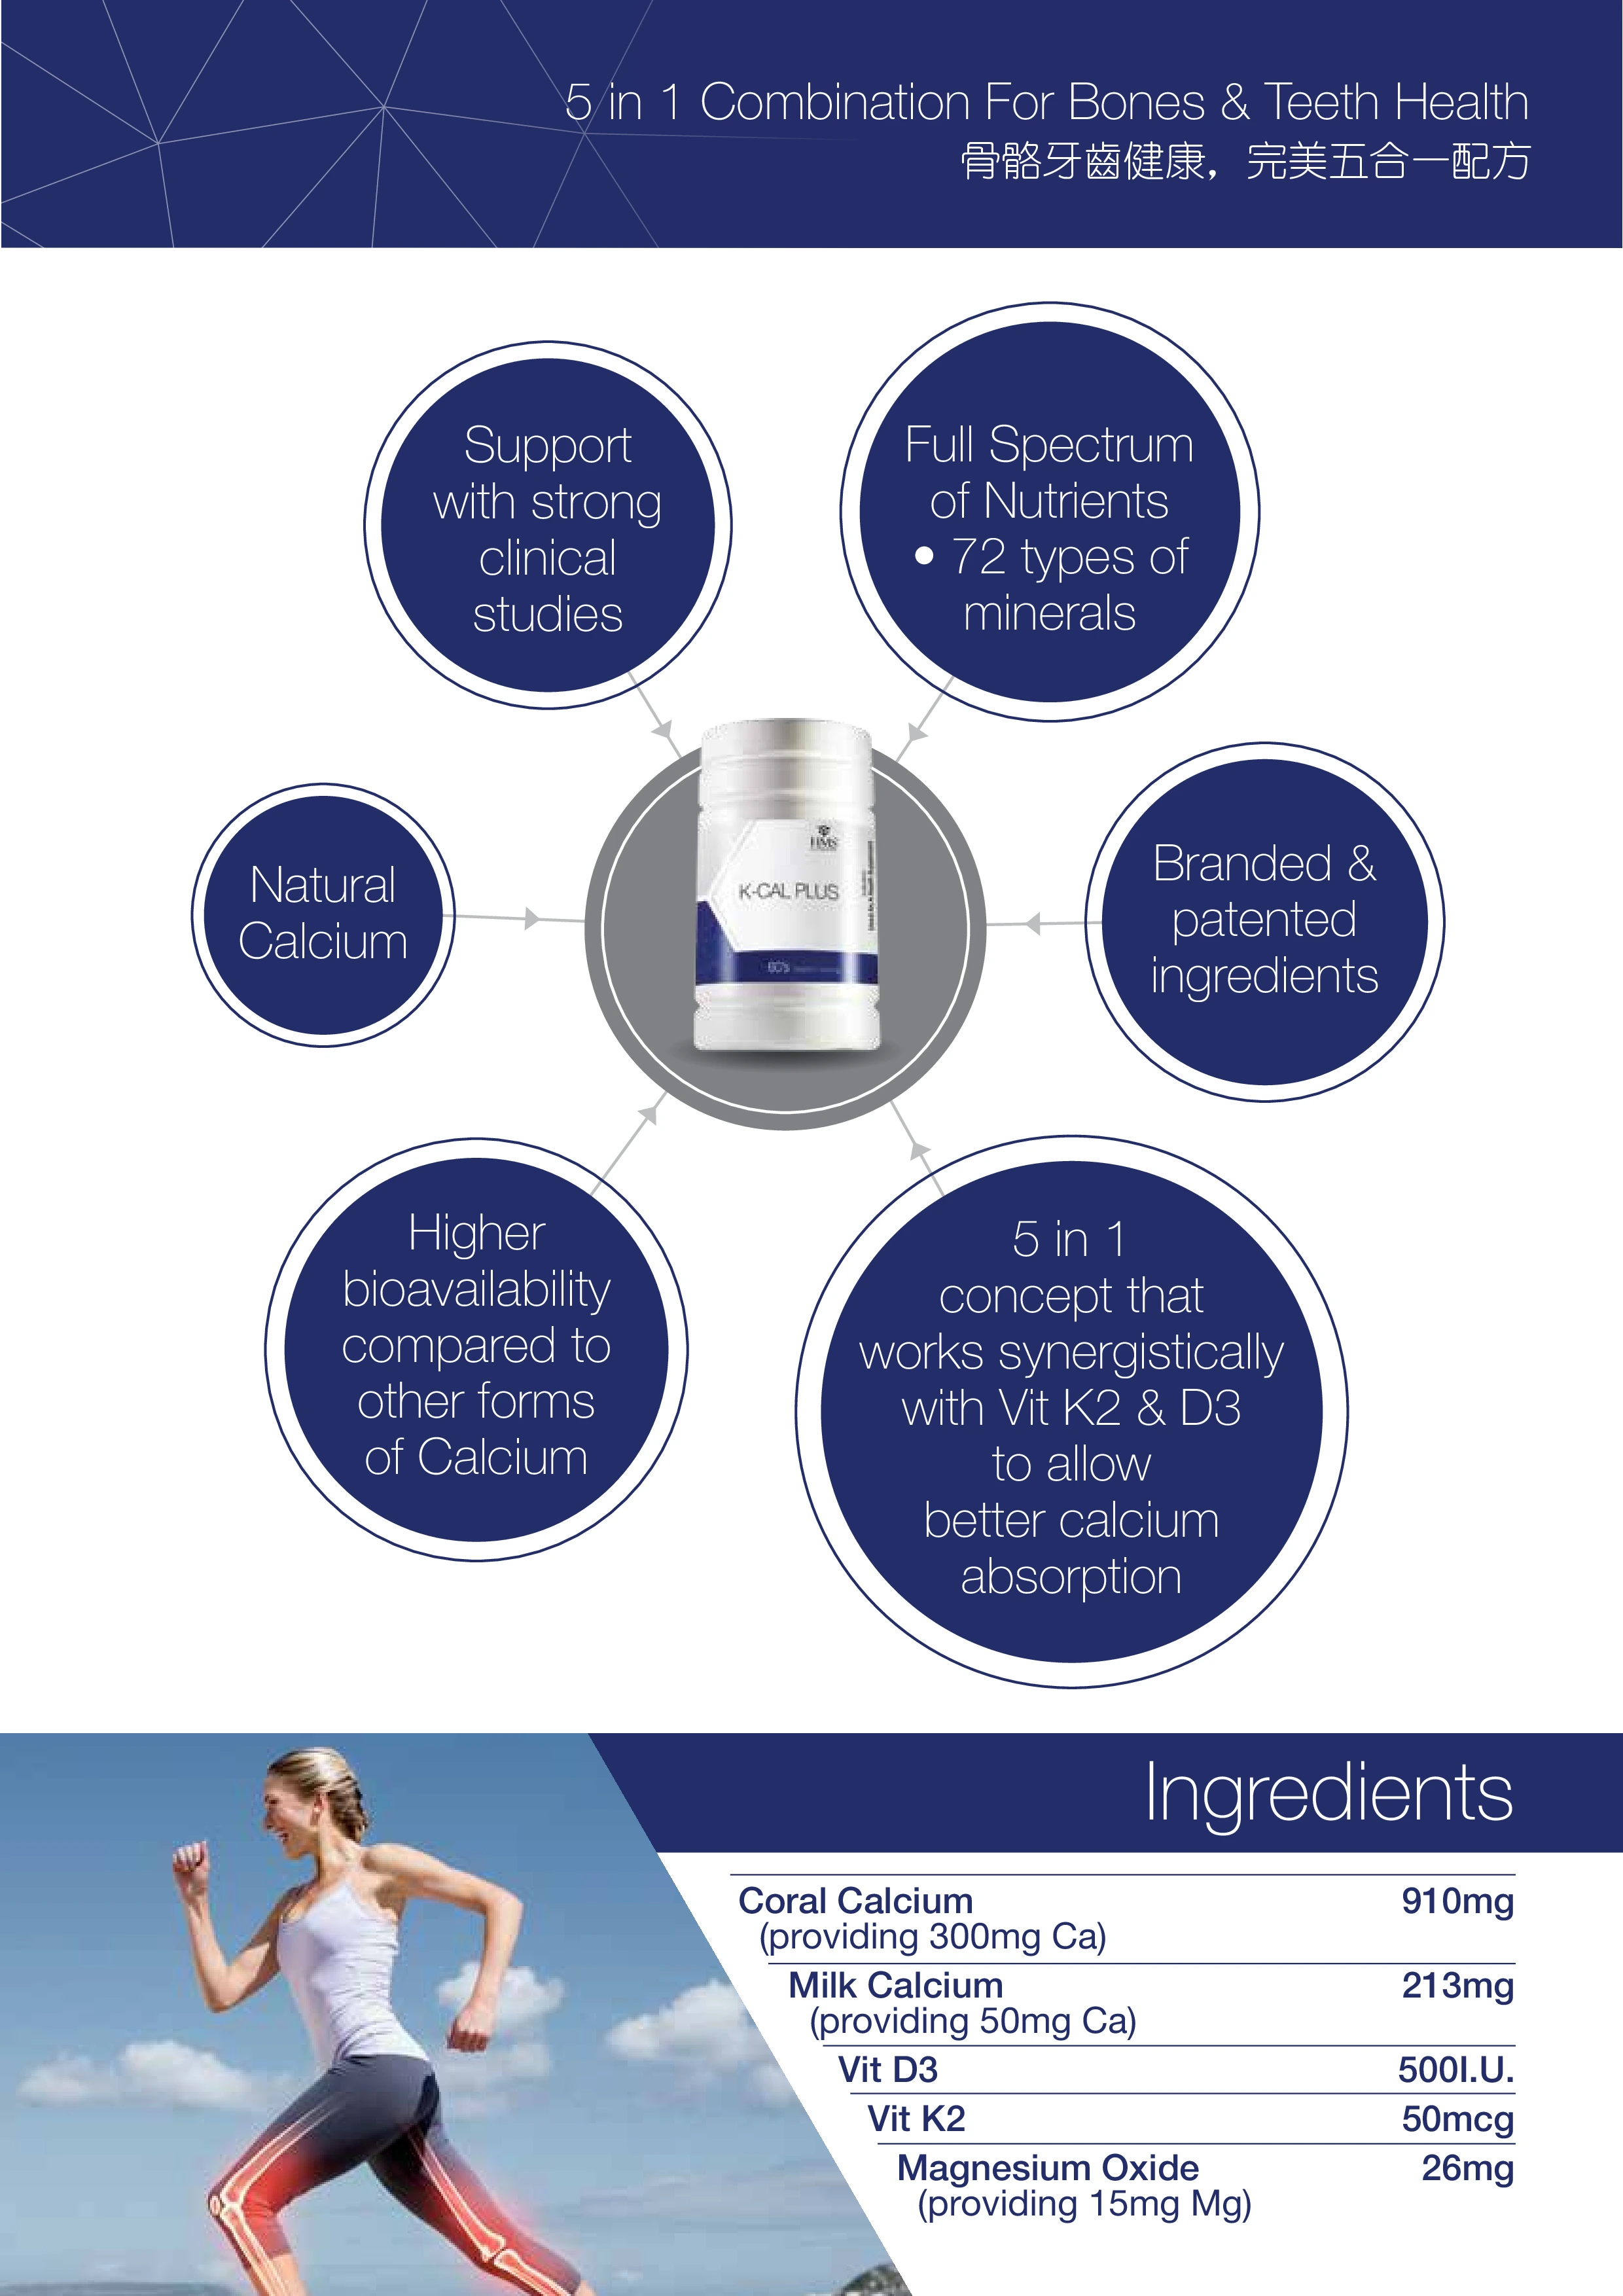 5 in 1 Combination For Bones & Teeth Health
骨骼牙齒健康，完美五合一配方
Support
with strong
clinical
studies
Full Spectrum
of Nutrients
• 72 types of
minerals
Natural
Calcium
HMS
K-CAL PLUS
60's
Branded &
patented
ingredients
Higher
bioavailability
compared to
other forms
of Calcium
5 in 1
concept that
works synergistically
with Vit K2 & D3
to allow
better calcium
absorption
Ingredients
Coral Calcium 910mg
(providing 300mg Ca)
Milk Calcium 213mg
(providing 50mg Ca)
Vit D3 500I.U.
Vit K2 50mcg
Magnesium Oxide 26mg
(providing 15mg Mg)